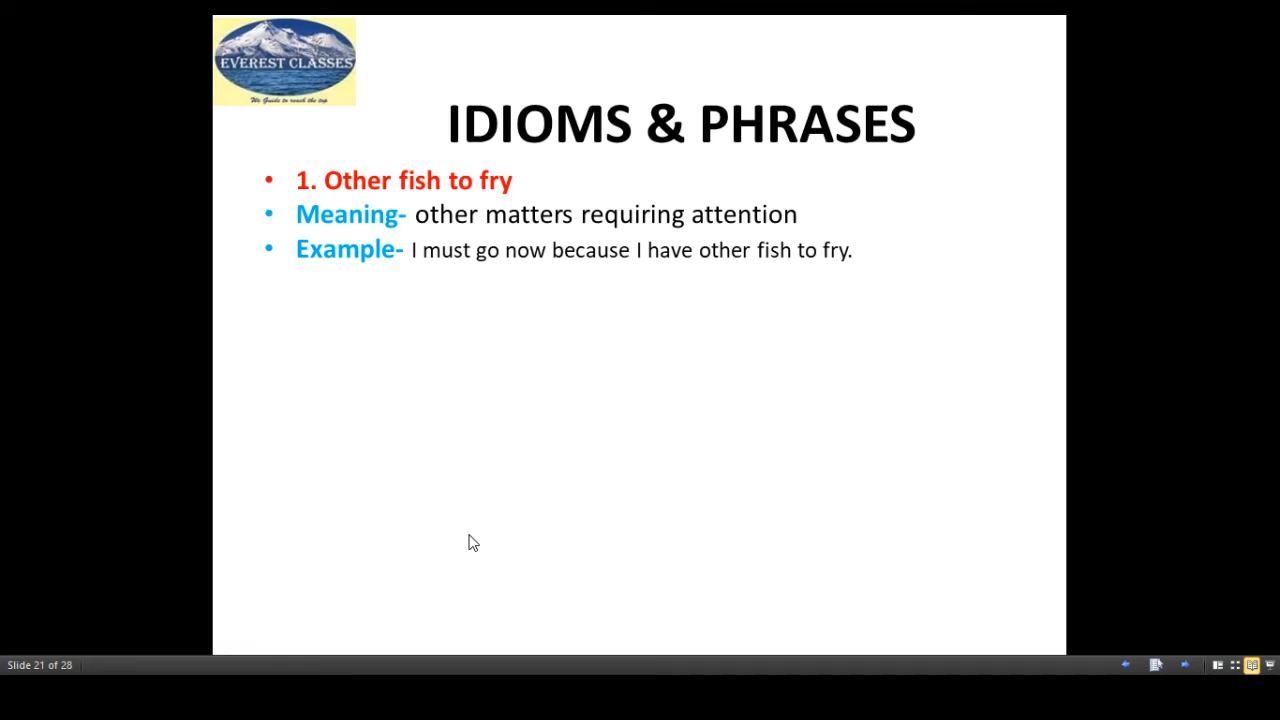 EVEREST CLASSES
We Guide to reach the top
IDIOMS & PHRASES
• 1. Other fish to fry
• Meaning- other matters requiring attention
• Example- I must go now because I have other fish to fry.
Slide 21 of 28